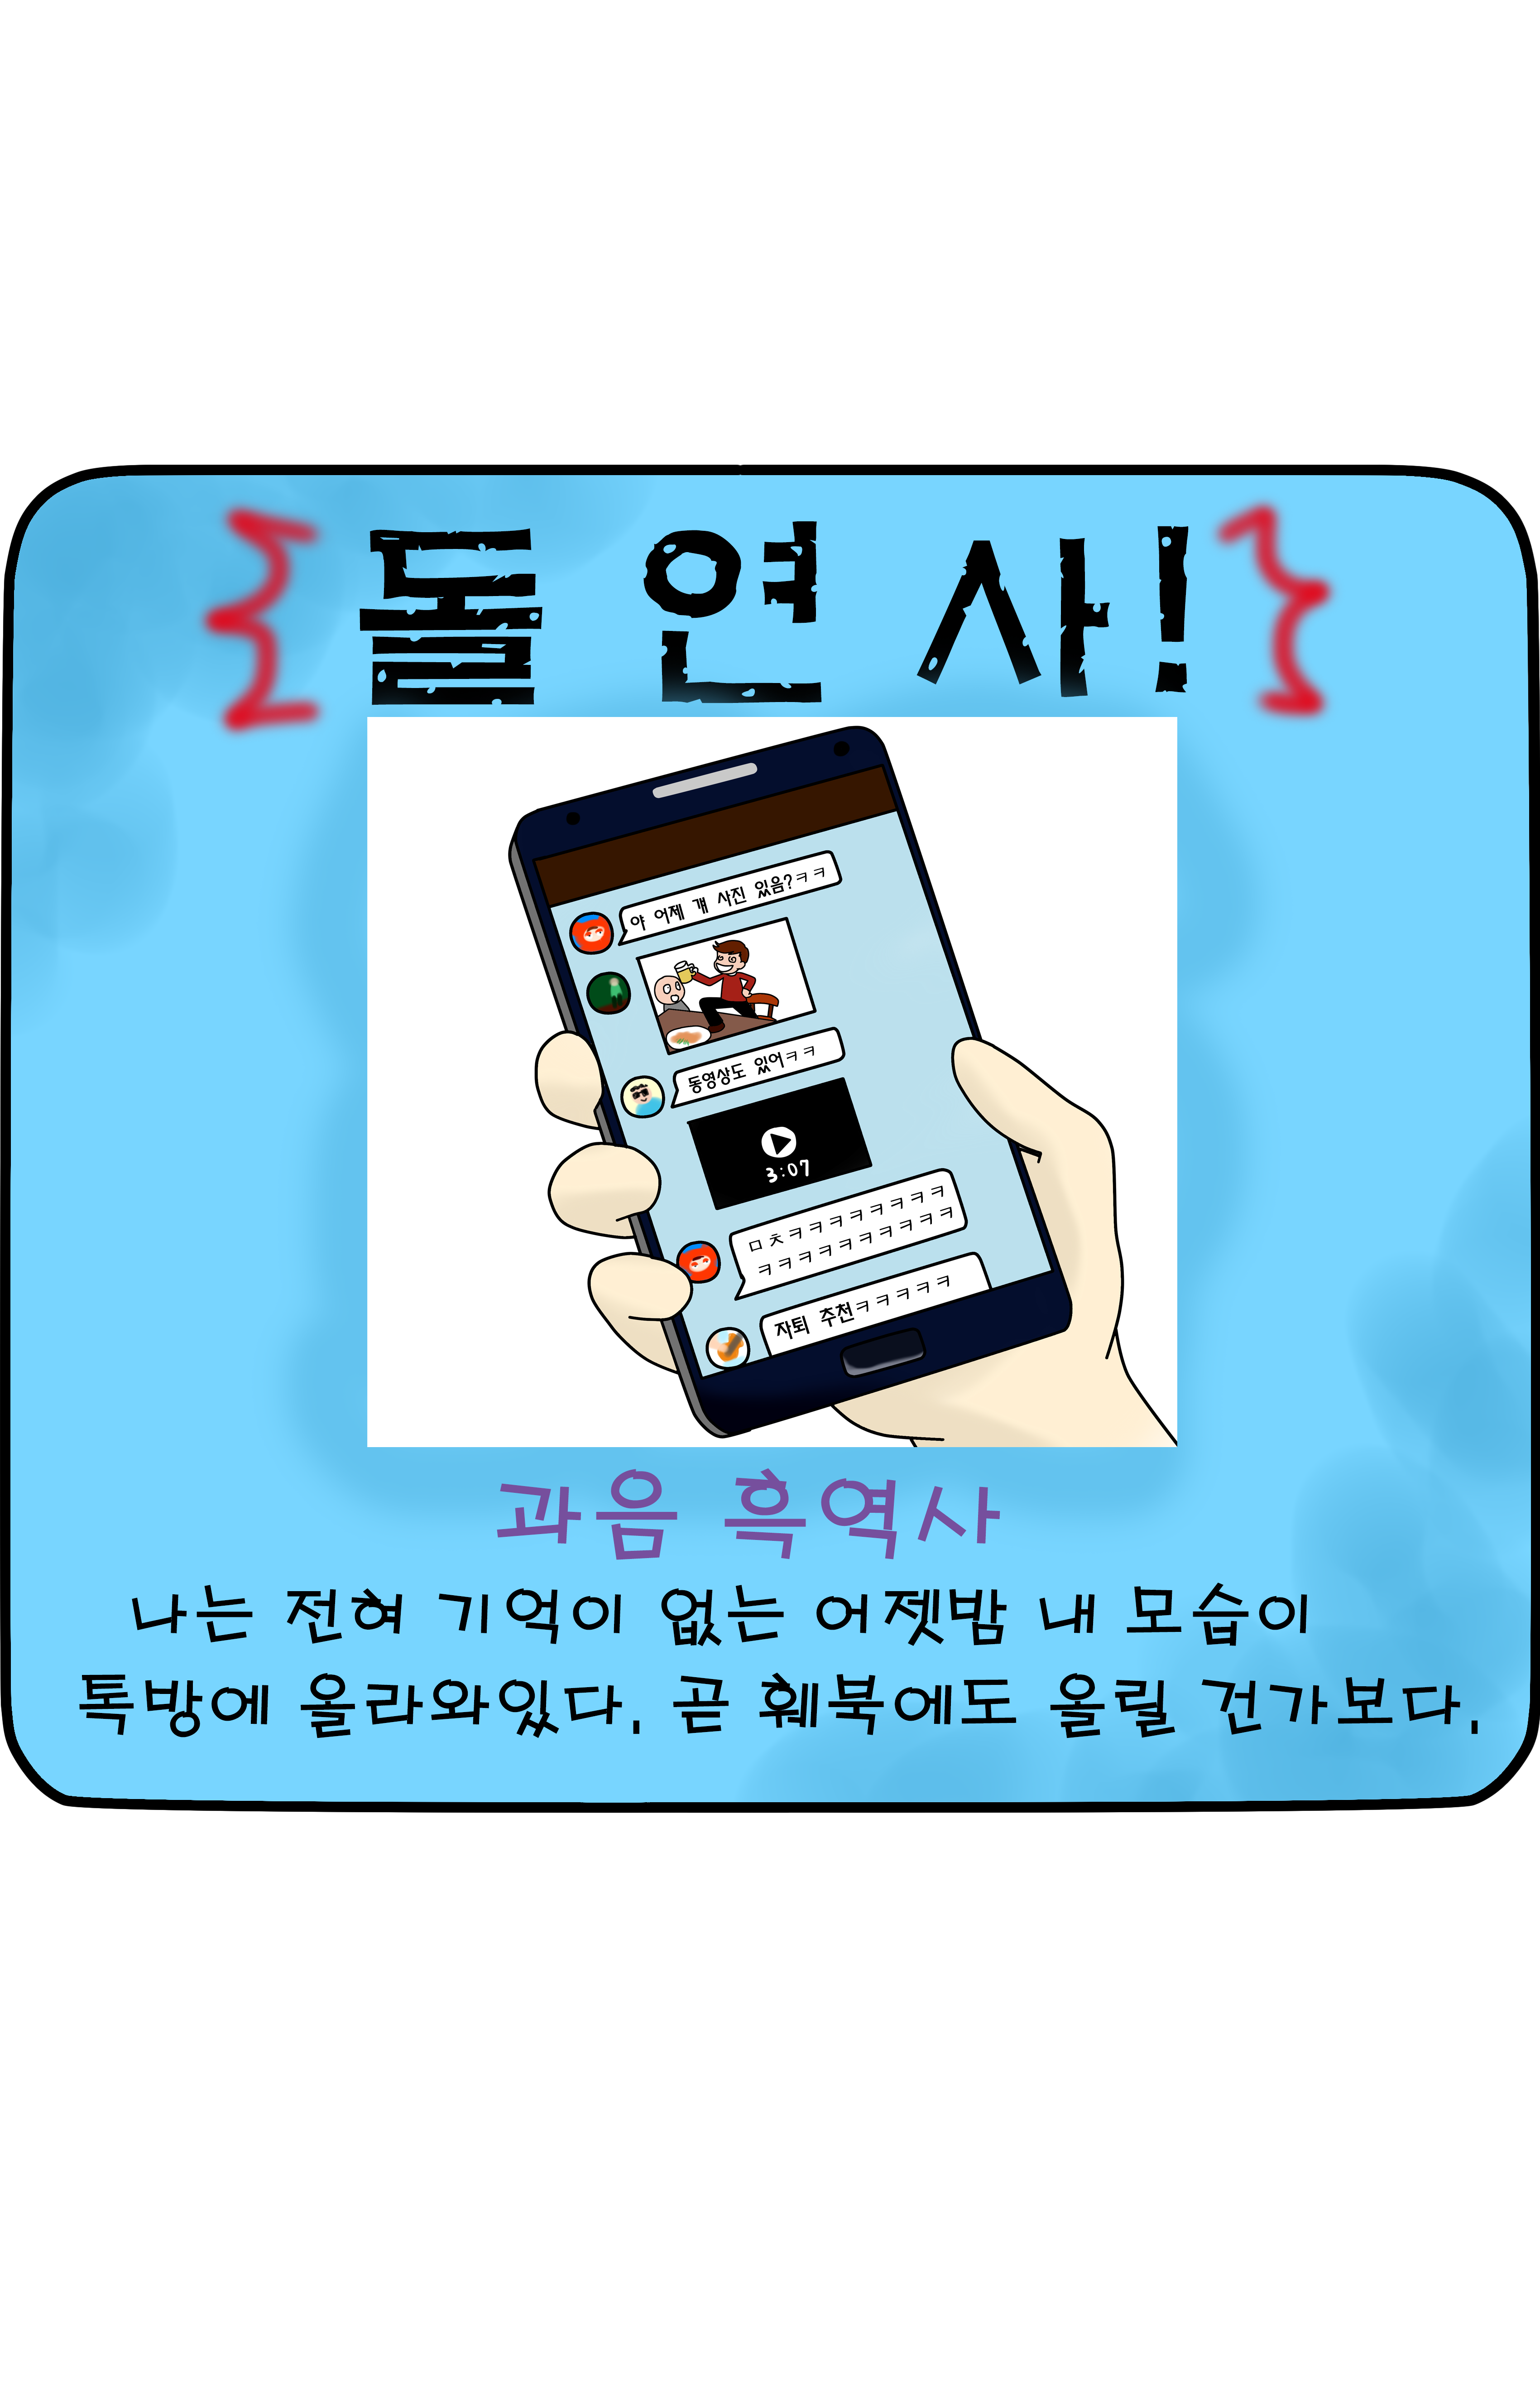 돌 연 사!
야 어제 걔 사진 있음?ㅋㅋ
동영상도 있어ㅋㅋ
3:07
ㅁㅊㅋㅋㅋㅋㅋㅋㅋㅋ
ㅋㅋㅋㅋㅋㅋㅋㅋㅋㅋ
자퇴 추천ㅋㅋㅋㅋㅋ
과음 흑역사
나는 전혀 기억이 없는 어젯밤 내 모습이
톡방에 올라와있다. 곧 훼북에도 올릴 건가보다.